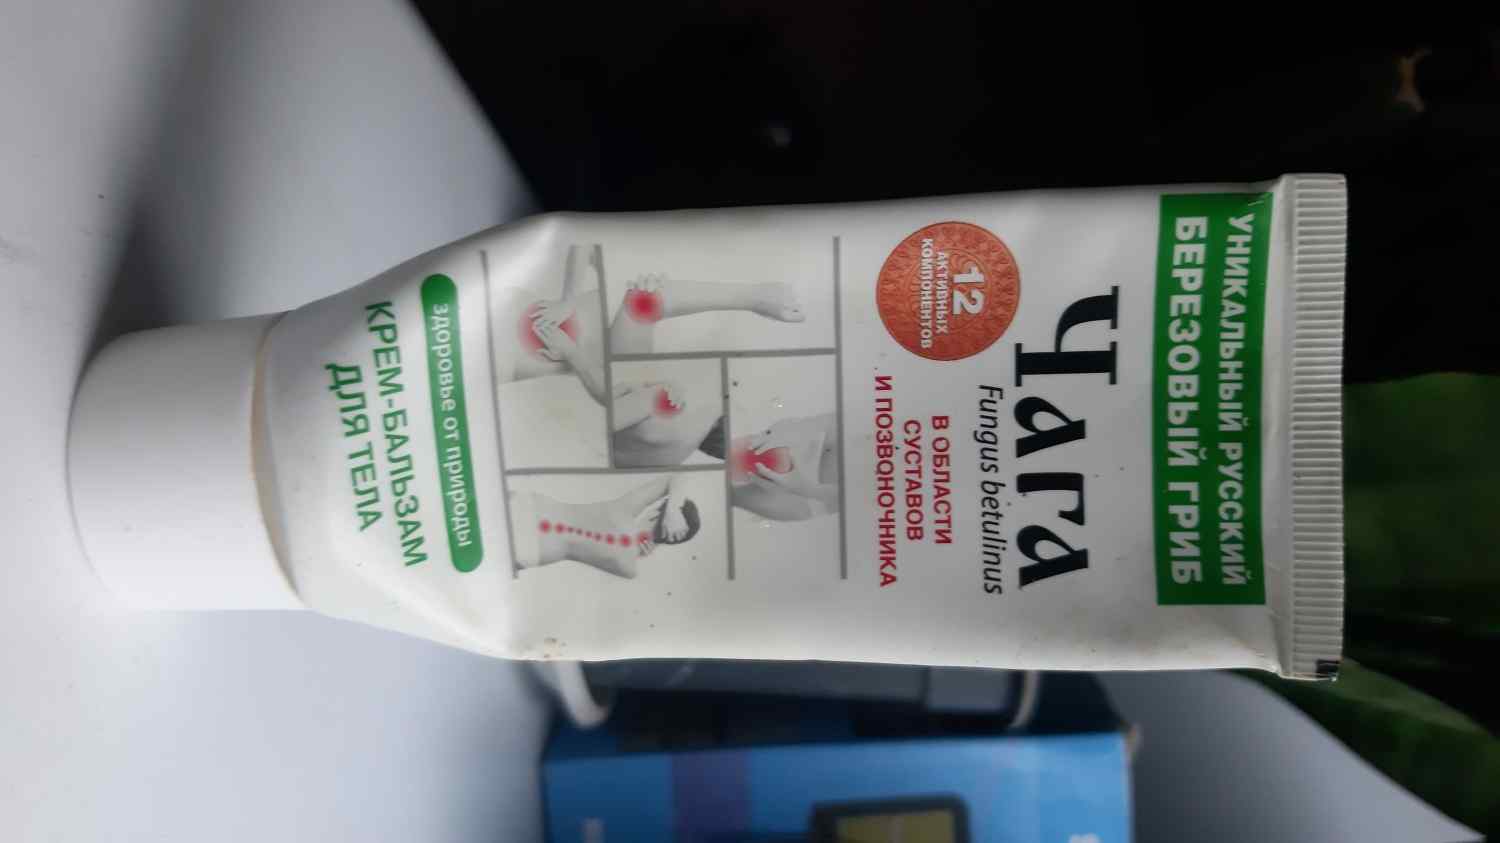 УНИКАЛЬНЫЙ РУССКИЙ
БЕРЕЗОВЫЙ ГРИБ
Чага
Fungus betulinus
12
АКТИВНЫХ
КОМПОНЕНТОВ
В ОБЛАСТИ
СУСТАВОВ
И ПОЗВОНОЧНИКА
здоровье от природы
КРЕМ-БАЛЬЗАМ
ДЛЯ ТЕЛА